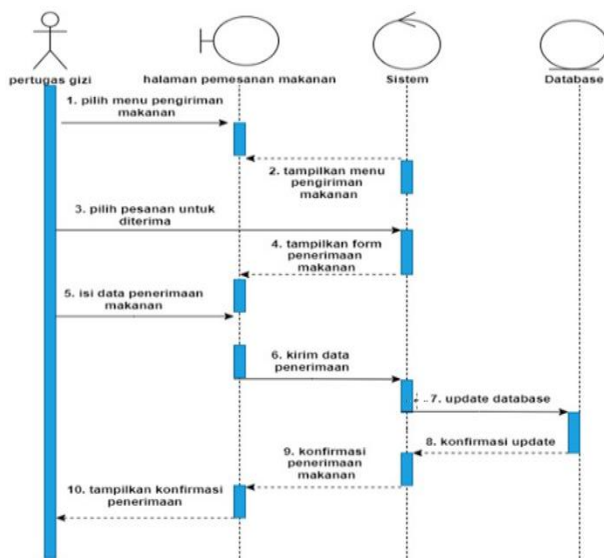 pertugas gizi
halaman pemesanan makanan
Sistem
Database
1. pilih menu pengiriman
makanan
2. tampilkan menu
pengiriman
makanan
3. pilih pesanan untuk
diterima
4. tampilkan form
penerimaan
makanan
5. isi data penerimaan
makanan
6. kirim data
penerimaan
7. update database
8. konfirmasi update
9. konfirmasi
penerimaan
makanan
10. tampilkan konfirmasi
penerimaan